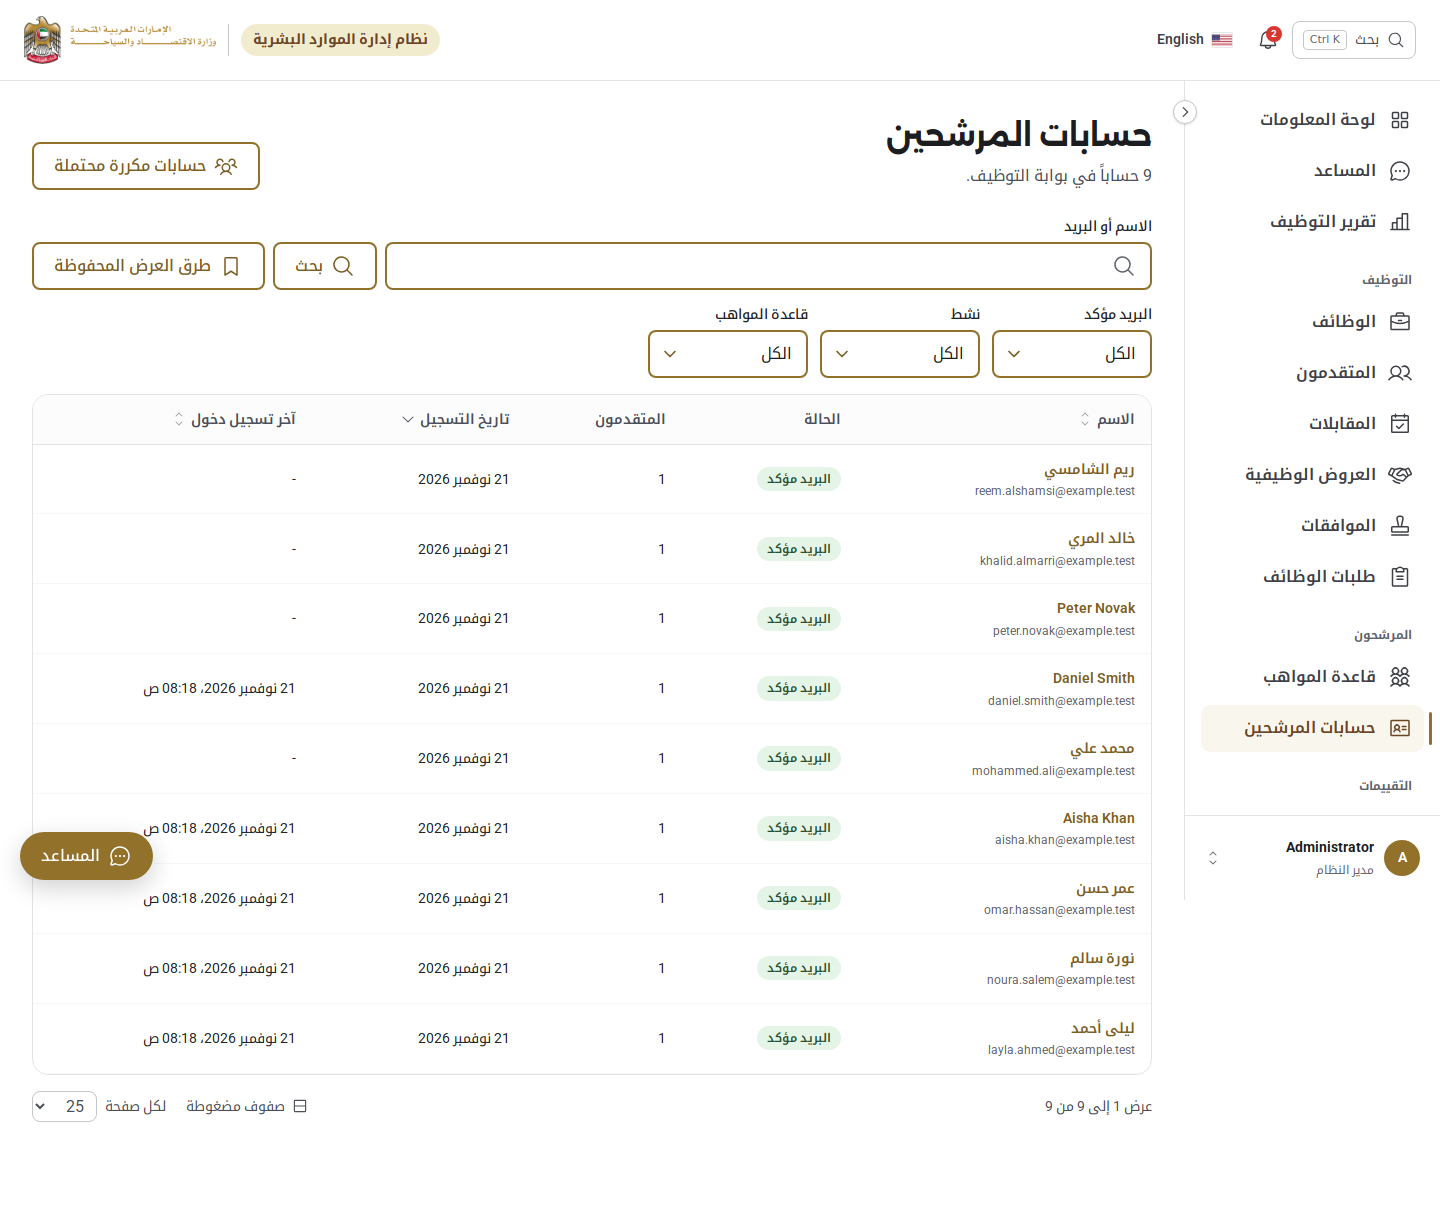 بحث Ctrl K
2
English
نظام إدارة الموارد البشرية
الإمارات العربية المتحدة
وزارة الاقتصاد والسياحة
لوحة المعلومات
المساعد
تقرير التوظيف
التوظيف
الوظائف
المتقدمون
المقابلات
العروض الوظيفية
الموافقات
طلبات الوظائف
المرشحون
قاعدة المواهب
حسابات المرشحين
التقييمات
A
Administrator
مدير النظام
حسابات المرشحين
9 حساباً في بوابة التوظيف.
حسابات مكررة محتملة
الاسم أو البريد
بحث
طرق العرض المحفوظة
البريد مؤكد نشط قاعدة المواهب
الكل الكل الكل
الاسم الحالة المتقدمون تاريخ التسجيل آخر تسجيل دخول
ريم الشامسي
reem.alshamsi@example.test
البريد مؤكد 1 21 نوفمبر 2026 -
خالد المري
khalid.almarri@example.test
البريد مؤكد 1 21 نوفمبر 2026 -
Peter Novak
peter.novak@example.test
البريد مؤكد 1 21 نوفمبر 2026 -
Daniel Smith
daniel.smith@example.test
البريد مؤكد 1 21 نوفمبر 2026 21 نوفمبر 2026، 08:18 ص
محمد علي
mohammed.ali@example.test
البريد مؤكد 1 21 نوفمبر 2026 -
Aisha Khan
aisha.khan@example.test
البريد مؤكد 1 21 نوفمبر 2026 21 نوفمبر 2026، 08:18 ص
عمر حسن
omar.hassan@example.test
البريد مؤكد 1 21 نوفمبر 2026 21 نوفمبر 2026، 08:18 ص
نورة سالم
noura.salem@example.test
البريد مؤكد 1 21 نوفمبر 2026 21 نوفمبر 2026، 08:18 ص
ليلى أحمد
layla.ahmed@example.test
البريد مؤكد 1 21 نوفمبر 2026 21 نوفمبر 2026، 08:18 ص
المساعد
عرض 1 إلى 9 من 9
صفوف مضغوطة
لكل صفحة 25